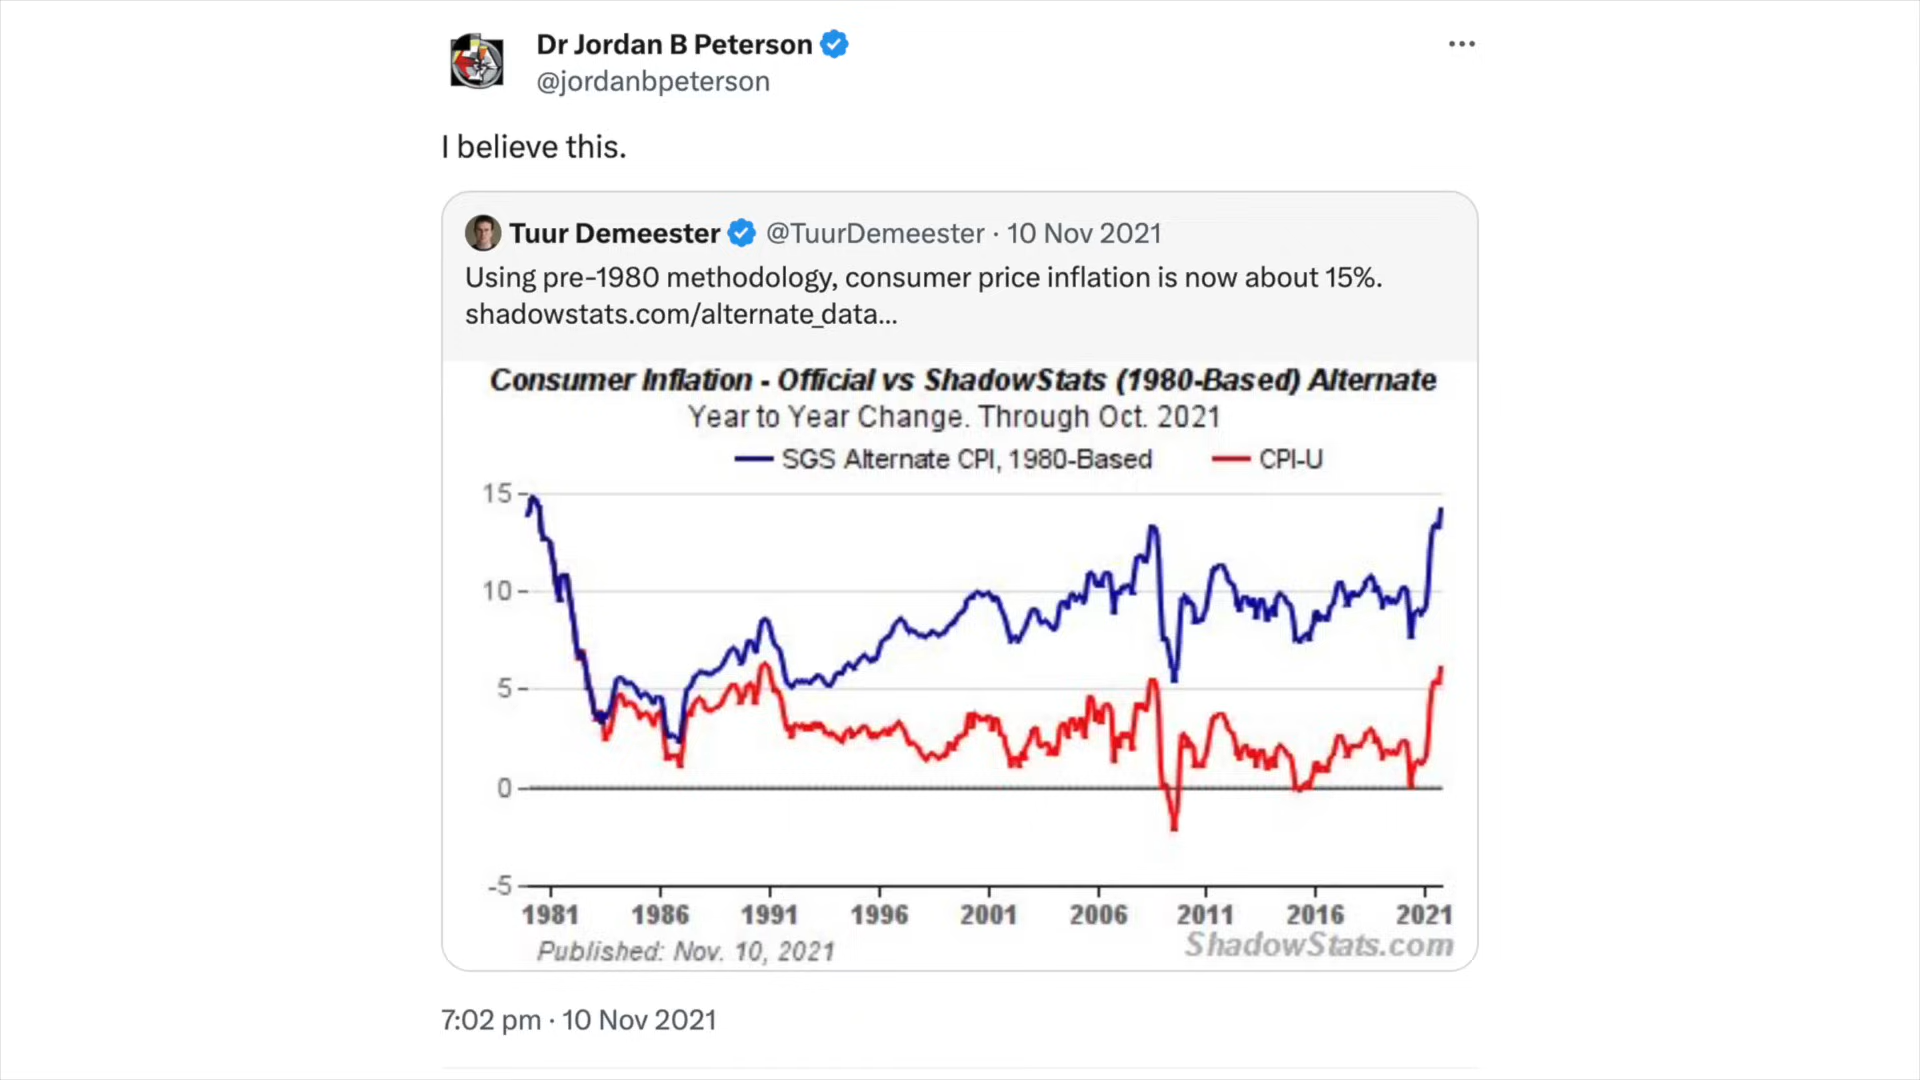 Dr Jordan B Peterson
@jordanbpeterson
I believe this.
Tuur Demeester @TuurDemeester · 10 Nov 2021
Using pre-1980 methodology, consumer price inflation is now about 15%.
shadowstats.com/alternate_data...
Consumer Inflation - Official vs ShadowStats (1980-Based) Alternate
Year to Year Change. Through Oct. 2021
SGS Alternate CPI, 1980-Based CPI-U
15
10
5
0
-5
1981 1986 1991 1996 2001 2006 2011 2016 2021
Published: Nov. 10, 2021
ShadowStats.com
7:02 pm · 10 Nov 2021